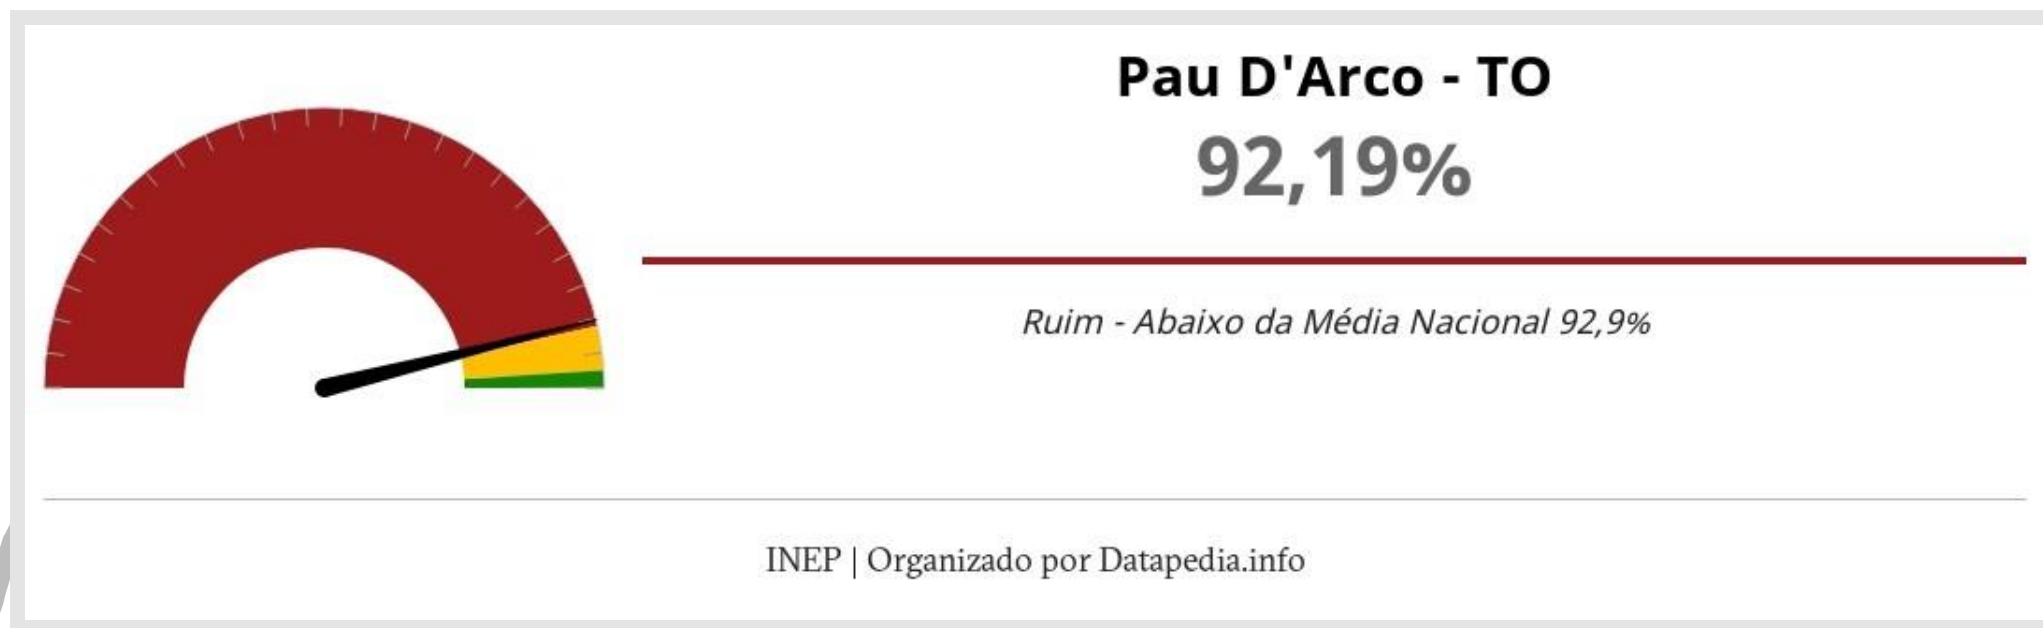 Pau D'Arco - TO
92,19%
Ruim - Abaixo da Média Nacional 92,9%
INEP | Organizado por Datapedia.info